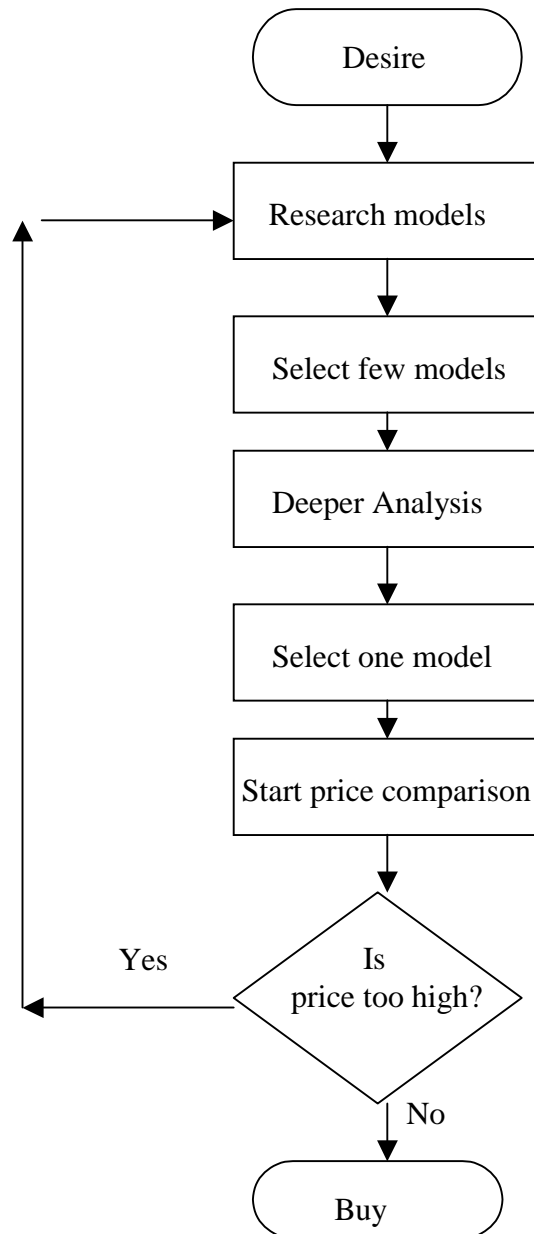 Desire
Research models
Select few models
Deeper Analysis
Select one model
Start price comparison
Yes
Is
price too high?
No
Buy